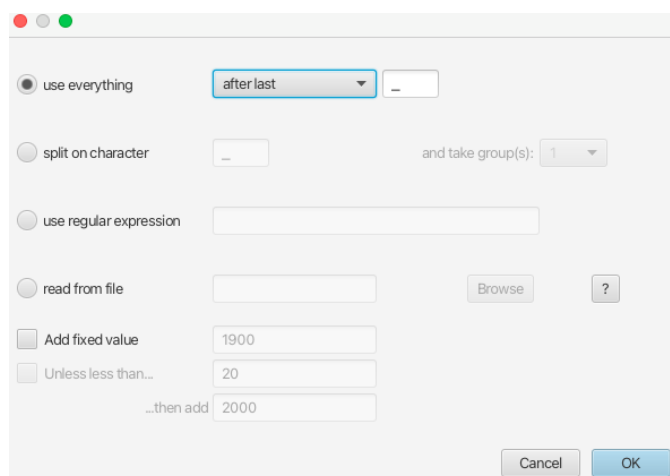 use everything after last _
split on character _ and take group(s): 1
use regular expression
read from file Browse ?
Add fixed value 1900
Unless less than... 20
...then add 2000
Cancel OK